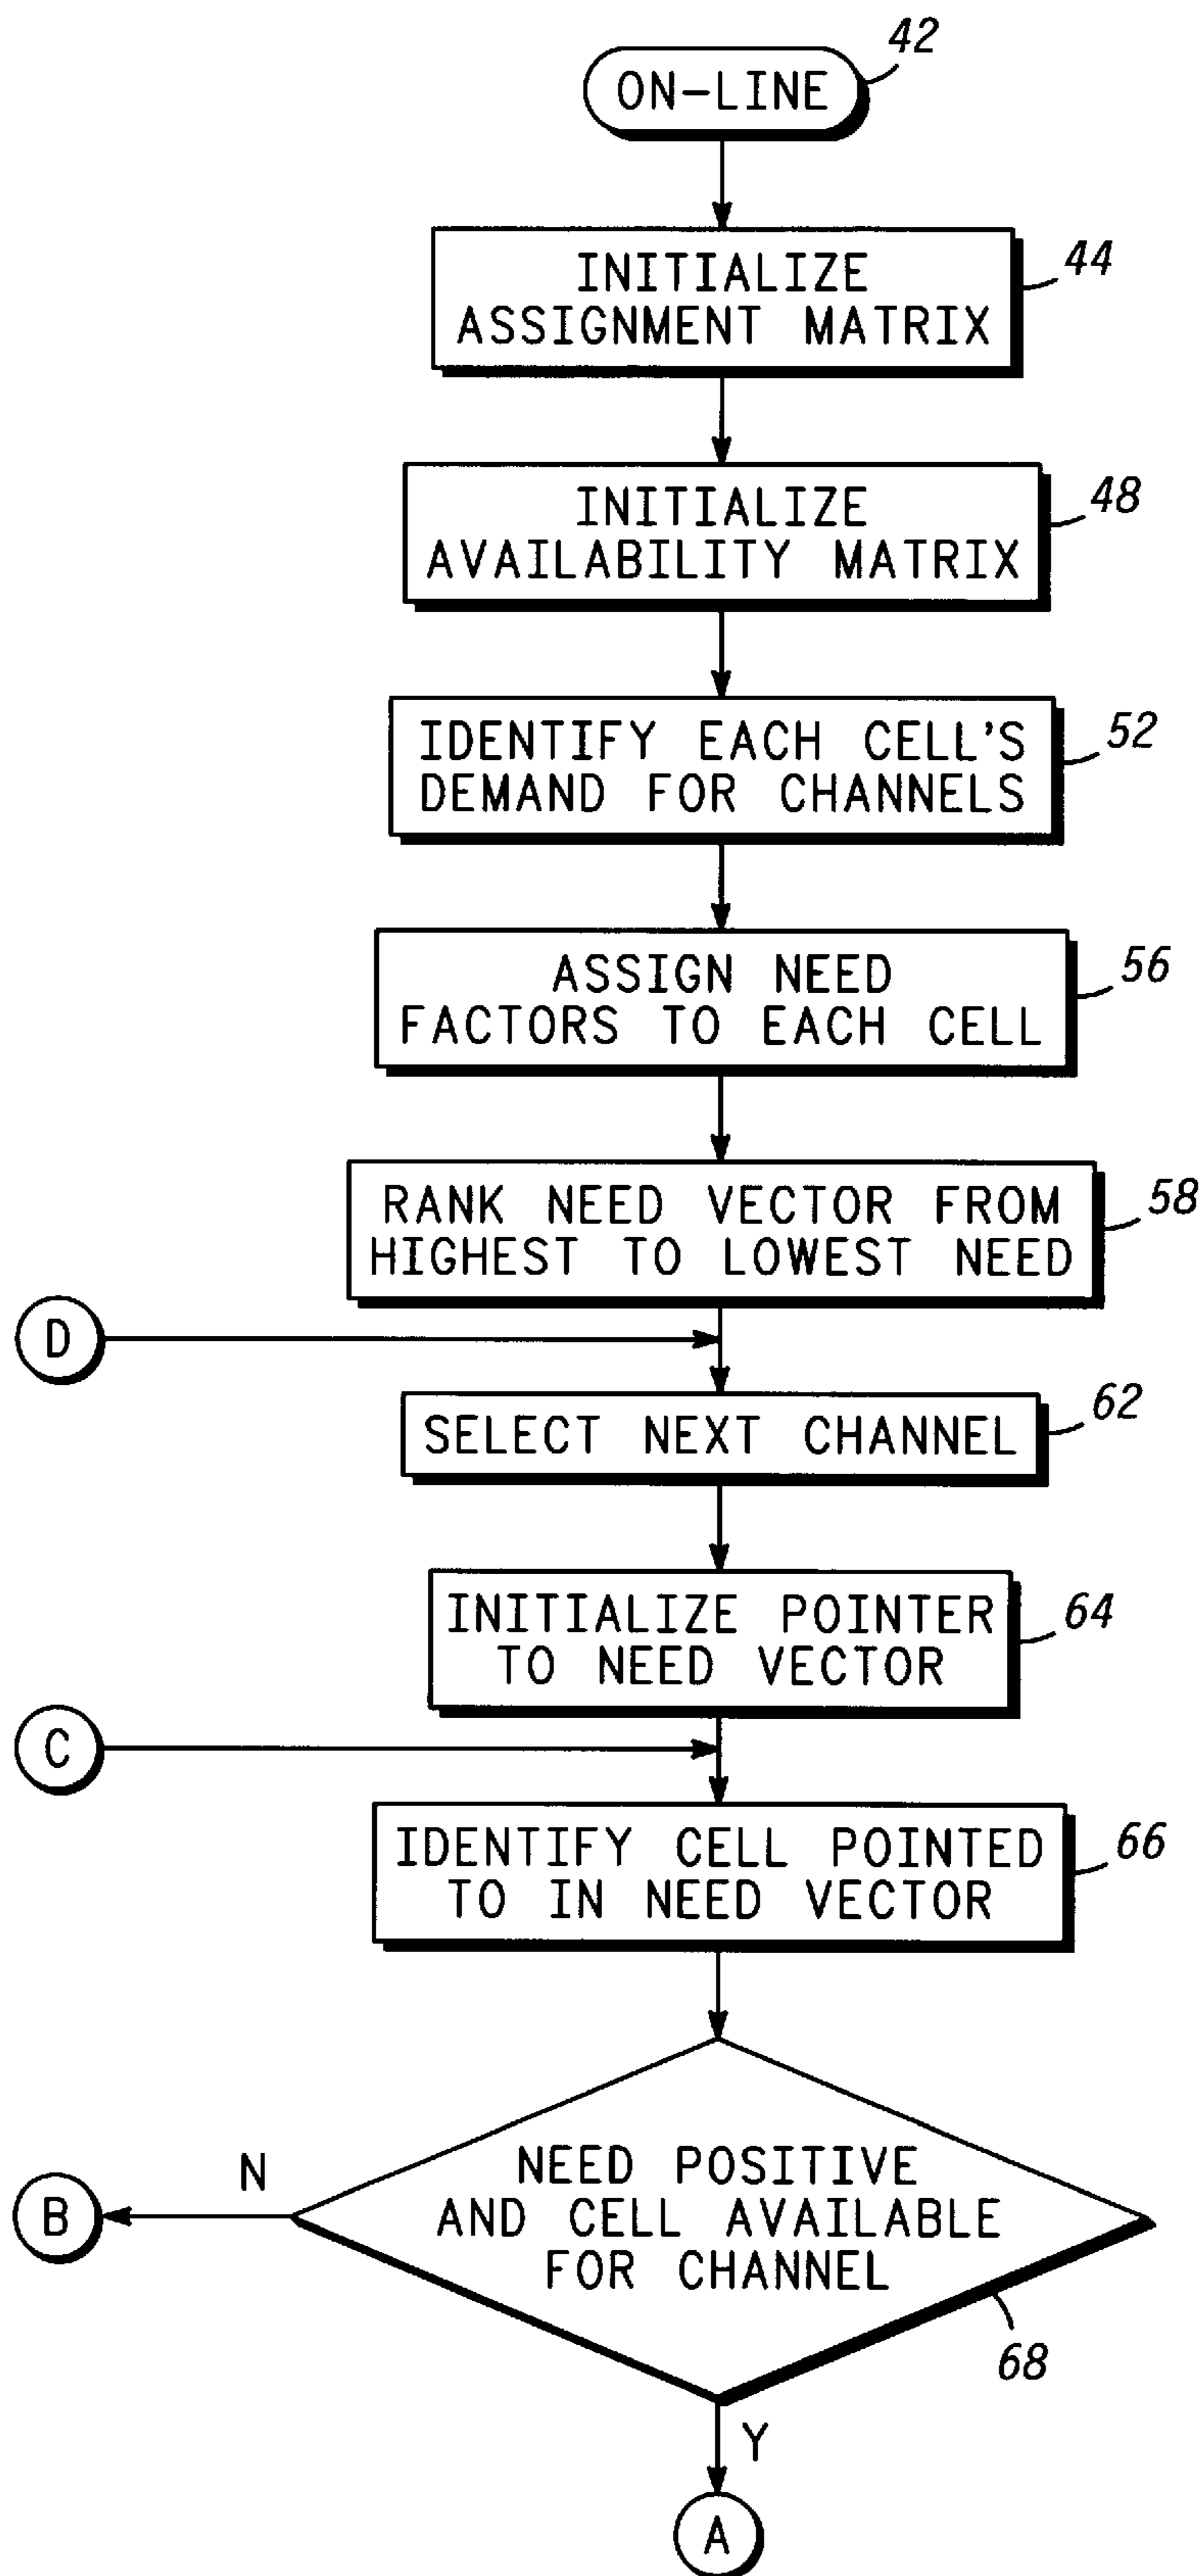 42
ON-LINE
44
INITIALIZE
ASSIGNMENT MATRIX
48
INITIALIZE
AVAILABILITY MATRIX
52
IDENTIFY EACH CELL'S
DEMAND FOR CHANNELS
56
ASSIGN NEED
FACTORS TO EACH CELL
58
RANK NEED VECTOR FROM
HIGHEST TO LOWEST NEED
D
62
SELECT NEXT CHANNEL
64
INITIALIZE POINTER
TO NEED VECTOR
C
66
IDENTIFY CELL POINTED
TO IN NEED VECTOR
N
B
NEED POSITIVE
AND CELL AVAILABLE
FOR CHANNEL
68
Y
A